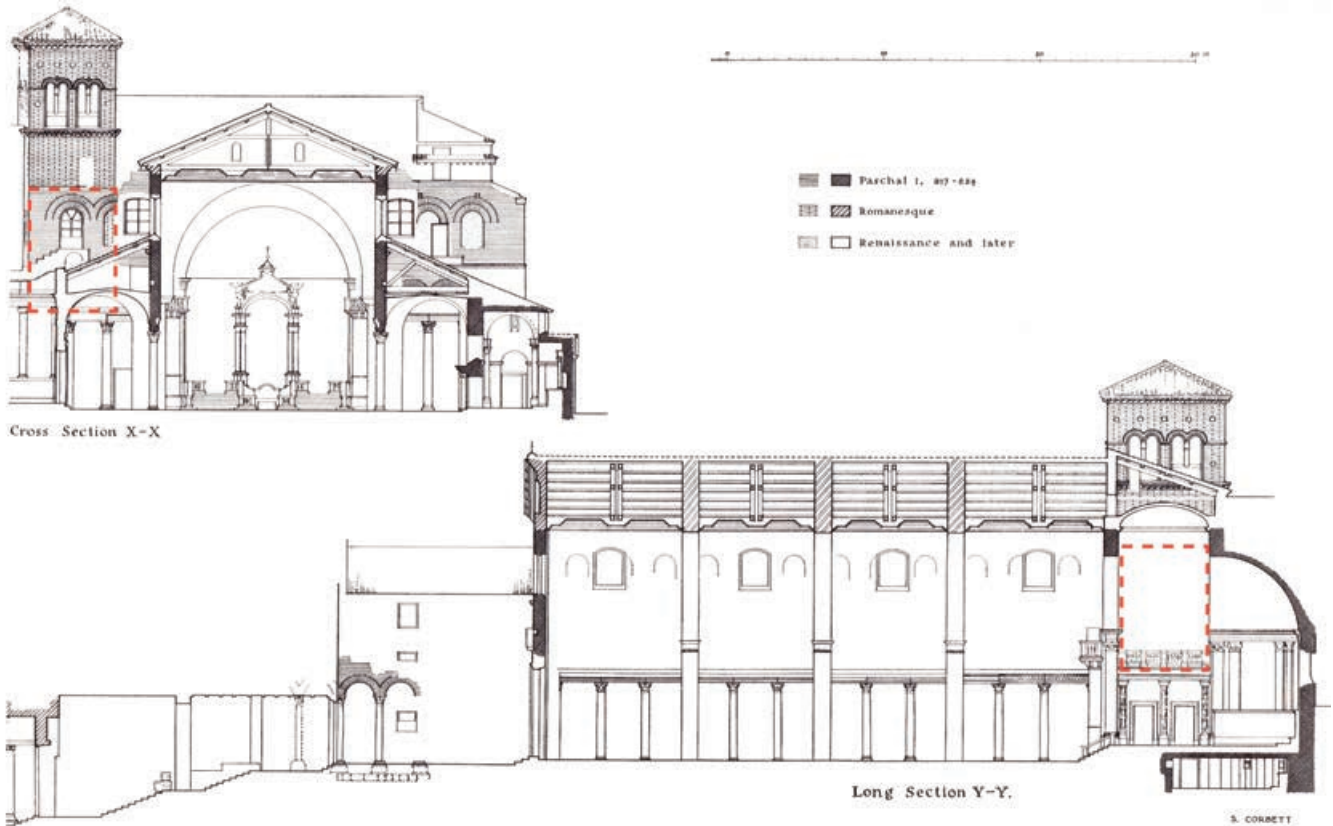 Paschal I, 817-824
Romanesque
Renaissance and later
Cross Section X-X
Long Section Y-Y.
S. CORBETT